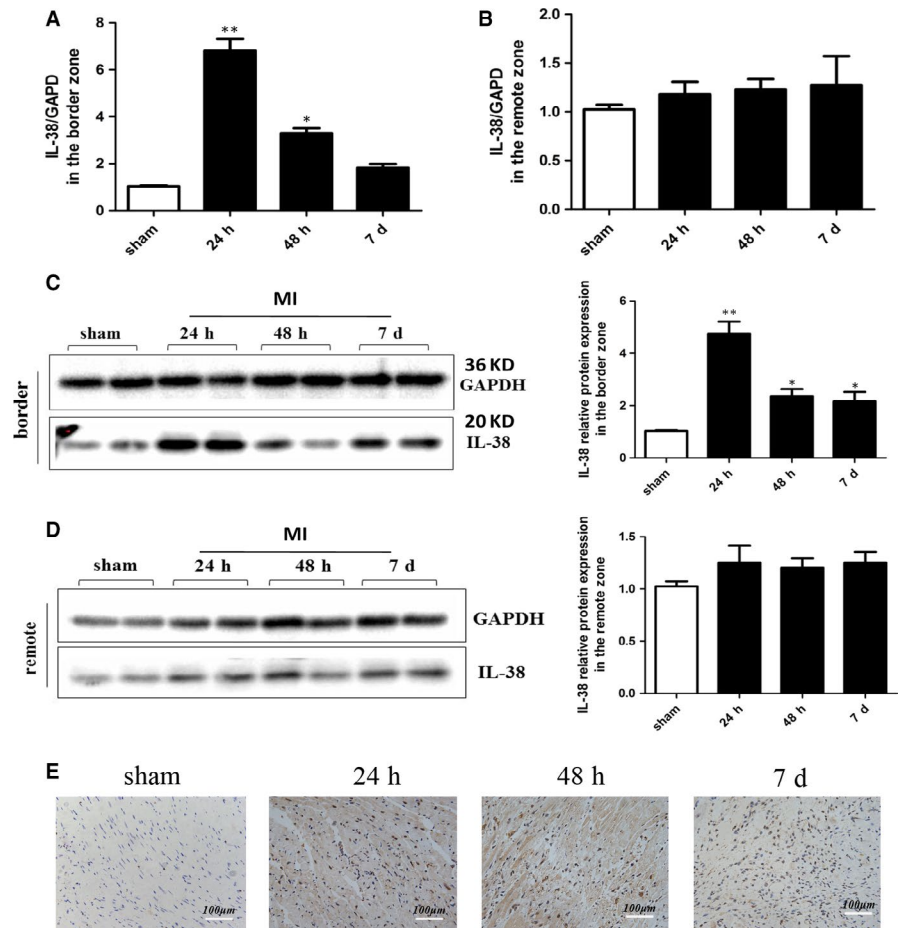 A
IL-38/GAPD
in the border zone
8
6
4
2
0
**
*
sham
24 h
48 h
7 d
B
IL-38/GAPD
in the remote zone
2.0
1.5
1.0
0.5
0.0
sham
24 h
48 h
7 d
C
MI
sham
24 h
48 h
7 d
border
36 KD
GAPDH
20 KD
IL-38
IL-38 relative protein expression
in the border zone
6
4
2
0
**
*
*
sham
24 h
48 h
7 d
D
MI
sham
24 h
48 h
7 d
remote
GAPDH
IL-38
IL-38 relative protein expression
in the remote zone
1.5
1.0
0.5
0.0
sham
24 h
48 h
7 d
E
sham
24 h
48 h
7 d
100μm
100μm
100μm
100μm